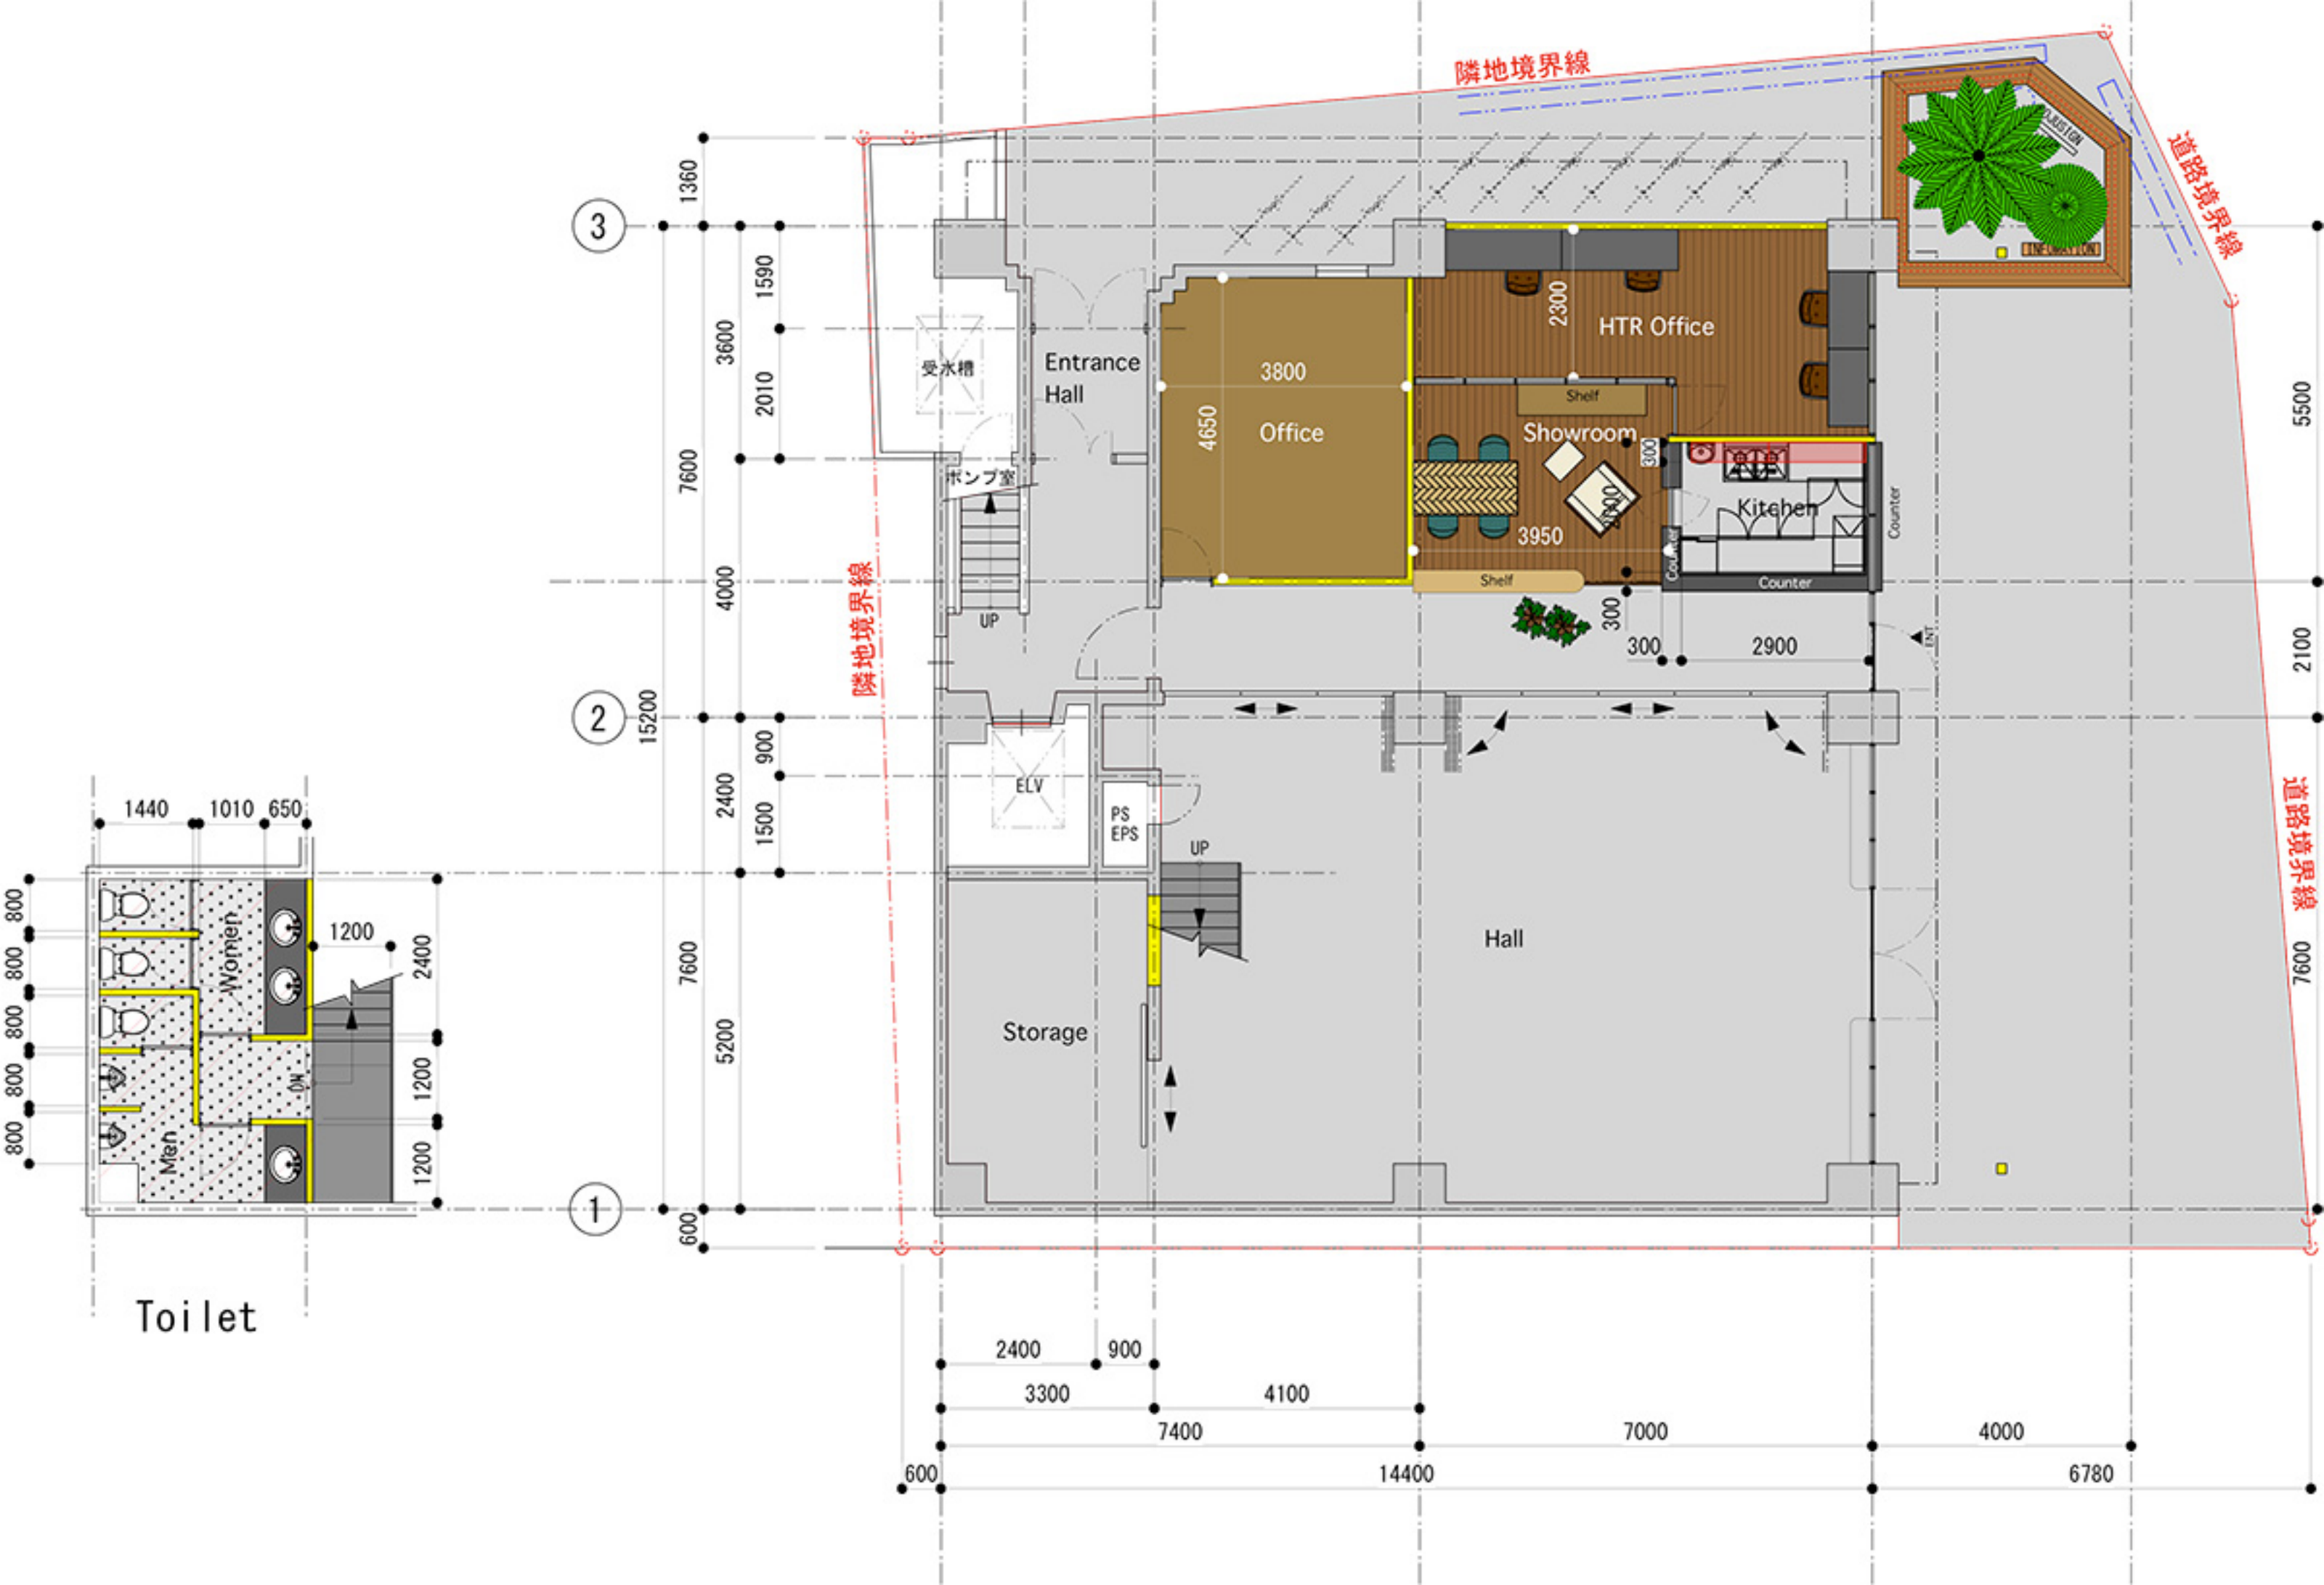 隣地境界線
道路境界線
DJUSIGN
INFORMATION
1360
3
1590
3600
2010
7600
15200
4000
受水槽
ポンプ室
Entrance
Hall
UP
3800
4650
Office
2300
HTR Office
Shelf
Showroom
300
3950
Shelf
300
Kitchen
Counter
Counter
Counter
300
2900
ENT
5500
2100
7600
隣地境界線
道路境界線
2
900
2400
1500
7600
5200
1
600
ELV
PS
EPS
UP
Hall
Storage
1440
1010
650
800
800
800
800
800
Women
Men
1200
2400
1200
1200
Toilet
2400
900
3300
4100
7400
7000
4000
600
14400
6780